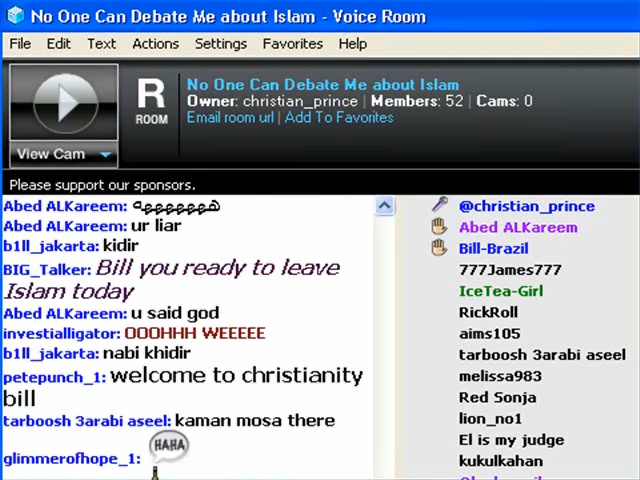 No One Can Debate Me about Islam - Voice Room
File Edit Text Actions Settings Favorites Help
R
ROOM
No One Can Debate Me about Islam
Owner: christian_prince | Members: 52 | Cams: 0
Email room url | Add To Favorites
View Cam
Please support our sponsors.
Abed ALKareem:
Abed ALKareem: ur liar
b1ll_jakarta: kidir
BIG_Talker: Bill you ready to leave
Islam today
Abed ALKareem: u said god
investialligator: OOOHHH WEEEEE
b1ll_jakarta: nabi khidir
petepunch_1: welcome to christianity
bill
tarboosh 3arabi aseel: kaman mosa there
HAHA
glimmerofhope_1:
@christian_prince
Abed ALKareem
Bill-Brazil
777James777
IceTea-Girl
RickRoll
aims105
tarboosh 3arabi aseel
melissa983
Red Sonja
lion_no1
El is my judge
kukulkahan